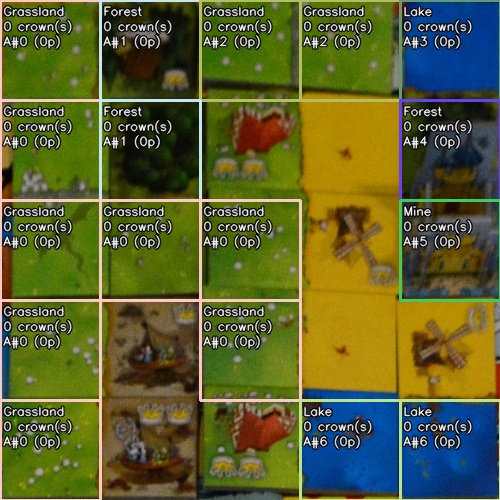 Grassland
0 crown(s)
A#0 (0p)
Forest
0 crown(s)
A#1 (0p)
Grassland
0 crown(s)
A#2 (0p)
Grassland
0 crown(s)
A#2 (0p)
Lake
0 crown(s)
A#3 (0p)
Grassland
0 crown(s)
A#0 (0p)
Forest
0 crown(s)
A#1 (0p)
Forest
0 crown(s)
A#4 (0p)
Grassland
0 crown(s)
A#0 (0p)
Grassland
0 crown(s)
A#0 (0p)
Grassland
0 crown(s)
A#0 (0p)
Mine
0 crown(s)
A#5 (0p)
Grassland
0 crown(s)
A#0 (0p)
Grassland
0 crown(s)
A#0 (0p)
Grassland
0 crown(s)
A#0 (0p)
Lake
0 crown(s)
A#6 (0p)
Lake
0 crown(s)
A#6 (0p)